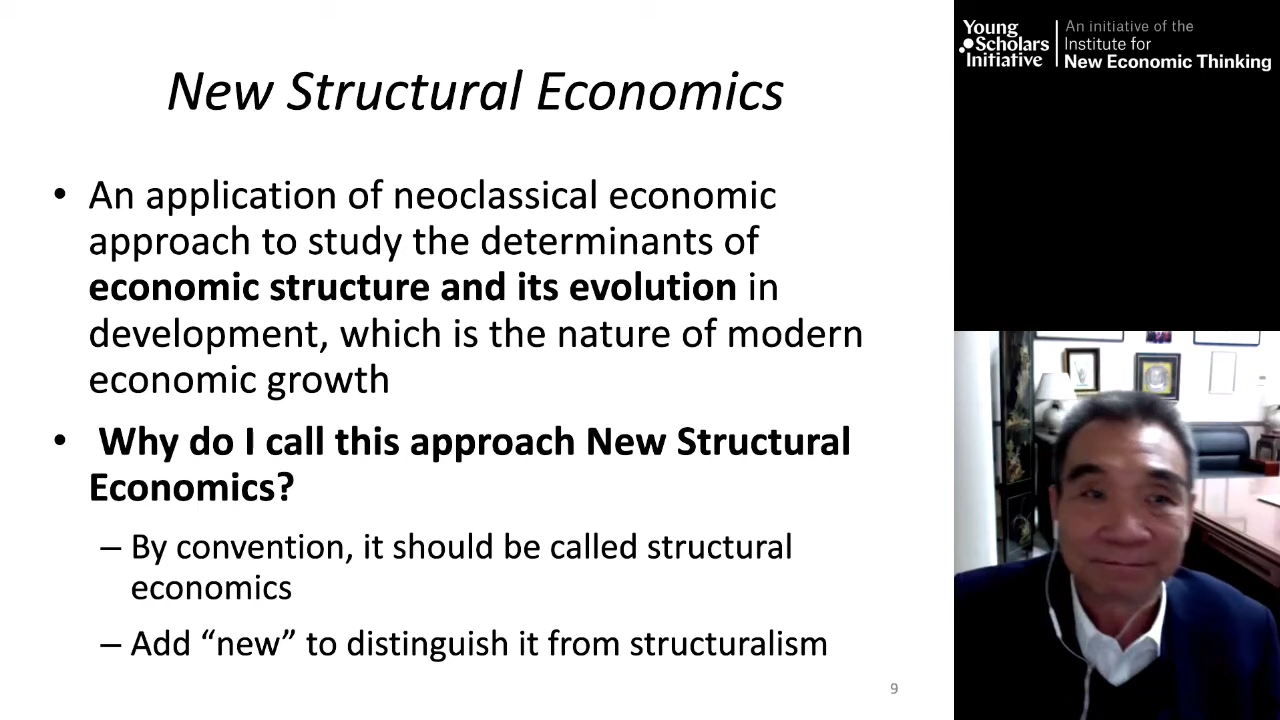 New Structural Economics
• An application of neoclassical economic
approach to study the determinants of
economic structure and its evolution in
development, which is the nature of modern
economic growth
• Why do I call this approach New Structural
Economics?
– By convention, it should be called structural
economics
– Add “new” to distinguish it from structuralism
9
Young
Scholars
Initiative
An initiative of the
Institute for
New Economic Thinking